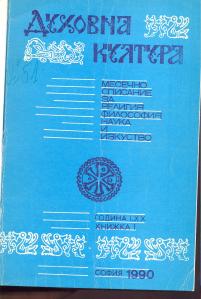 ДУХОВНА
КУЛТУРА
МЕСЕЧНО
СПИСАНИЕ
ЗА
РЕЛИГИЯ
ФИЛОСОФИЯ
НАУКА
И
ИЗКУСТВО
ГОДИНА LXX
КНИЖКА 1
СОФИЯ 1990